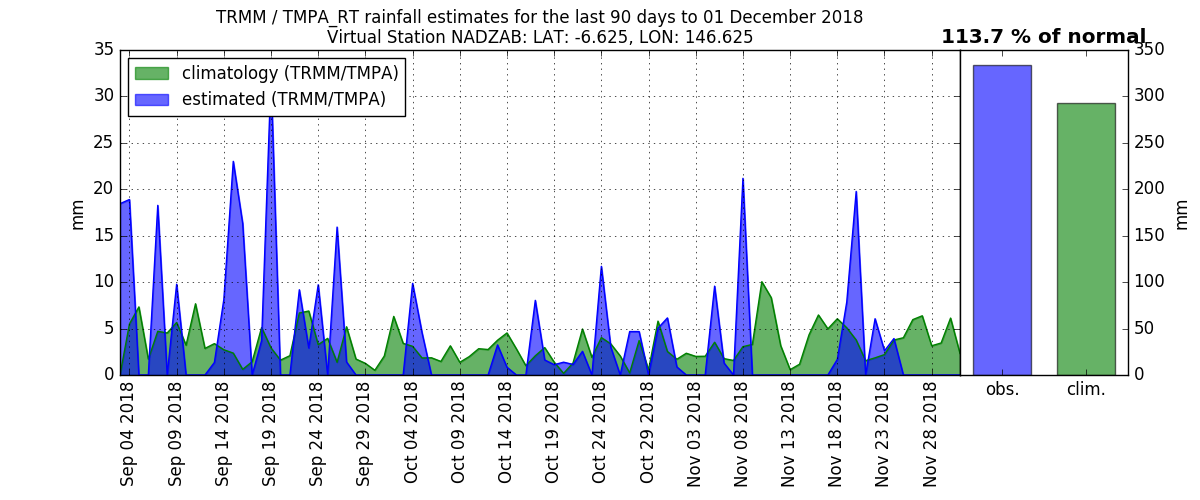 TRMM / TMPA_RT rainfall estimates for the last 90 days to 01 December 2018
Virtual Station NADZAB: LAT: -6.625, LON: 146.625
113.7 % of normal
climatology (TRMM/TMPA)
estimated (TRMM/TMPA)
35
30
25
20
15
10
5
0
mm
350
300
250
200
150
100
50
0
mm
obs.
clim.
Sep 04 2018
Sep 09 2018
Sep 14 2018
Sep 19 2018
Sep 24 2018
Sep 29 2018
Oct 04 2018
Oct 09 2018
Oct 14 2018
Oct 19 2018
Oct 24 2018
Oct 29 2018
Nov 03 2018
Nov 08 2018
Nov 13 2018
Nov 18 2018
Nov 23 2018
Nov 28 2018